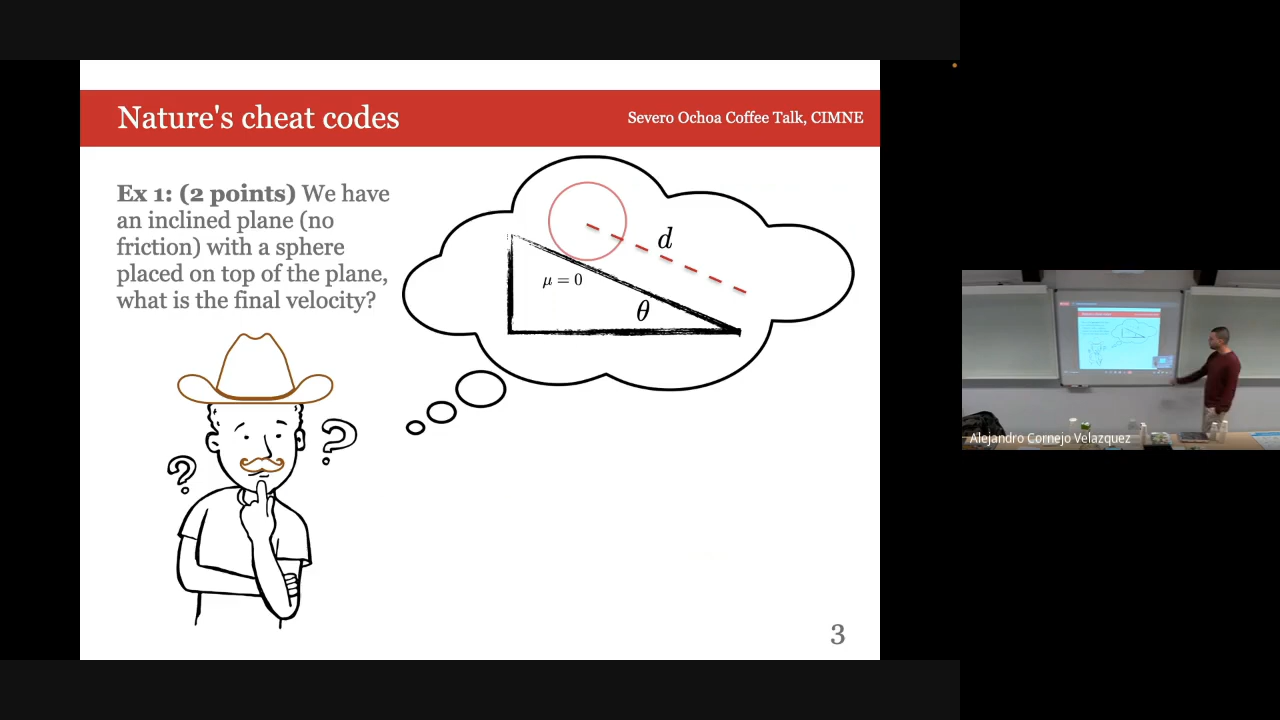 Nature's cheat codes
Severo Ochoa Coffee Talk, CIMNE
Ex 1: (2 points) We have
an inclined plane (no
friction) with a sphere
placed on top of the plane,
what is the final velocity?
d
μ = 0
θ
?
?
3
Alejandro Cornejo Velazquez